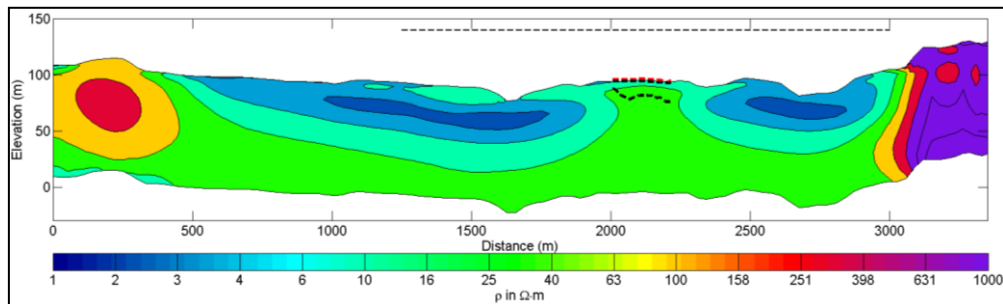 150
100
50
0
Elevation (m)
0 500 1000 1500 2000 2500 3000
Distance (m)
1 2 3 4 6 10 16 25 40 63 100 158 251 398 631 1000
ρ in Ω·m